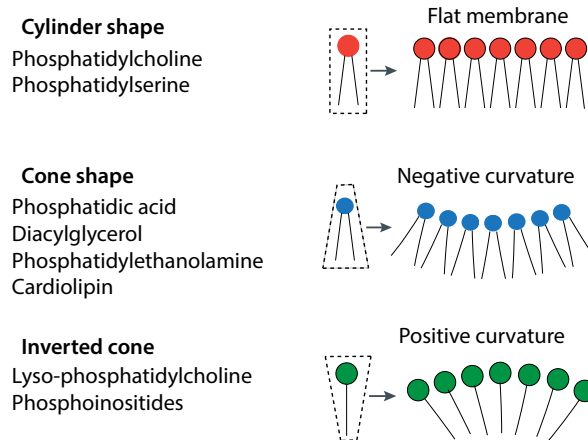 Cylinder shape
Flat membrane
Phosphatidylcholine
Phosphatidylserine
Cone shape
Negative curvature
Phosphatidic acid
Diacylglycerol
Phosphatidylethanolamine
Cardiolipin
Inverted cone
Positive curvature
Lyso-phosphatidylcholine
Phosphoinositides